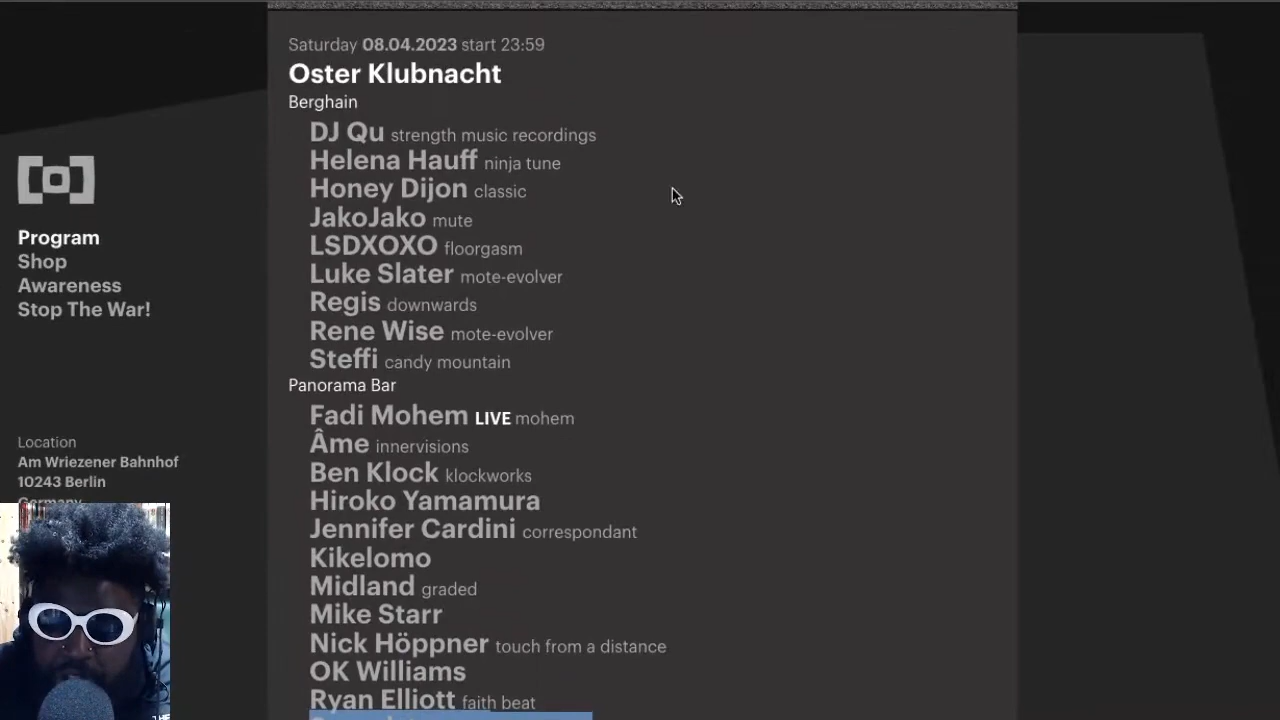 Saturday 08.04.2023 start 23:59
Oster Klubnacht
Berghain
DJ Qu strength music recordings
Helena Hauff ninja tune
Honey Dijon classic
JakoJako mute
LSDXOXO floorgasm
Luke Slater mote-evolver
Regis downwards
Rene Wise mote-evolver
Steffi candy mountain
Panorama Bar
Fadi Mohem LIVE mohem
Âme innervisions
Ben Klock klockworks
Hiroko Yamamura
Jennifer Cardini correspondant
Kikelomo
Midland graded
Mike Starr
Nick Höppner touch from a distance
OK Williams
Ryan Elliott faith beat
Program
Shop
Awareness
Stop The War!
Location
Am Wriezener Bahnhof
10243 Berlin
Germany